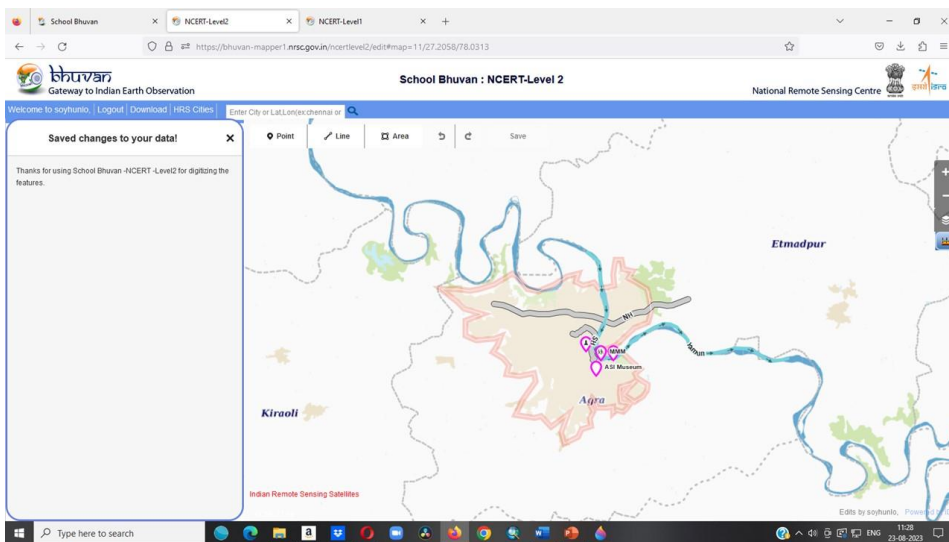 School Bhuvan
NCERT-Level2
NCERT-Level1
https://bhuvan-mapper1.nrsc.gov.in/ncertlevel2/edit#map=11/27.2058/78.0313
bhuvan
Gateway to Indian Earth Observation
School Bhuvan : NCERT-Level 2
National Remote Sensing Centre
इसरो isro
Welcome to soyhunlo, | Logout | Download | HRS Cities |
Enter City or Lat,Lon(ex:chennai or
Saved changes to your data!
Thanks for using School Bhuvan -NCERT -Level2 for digitizing the
features.
Point
Line
Area
Save
Etmadpur
NH
HS
MMM
Yamun
ASI Museum
Agra
Kiraoli
Indian Remote Sensing Satellites
Edits by soyhunlo,
Type here to search
ENG
11:28
23-08-2023